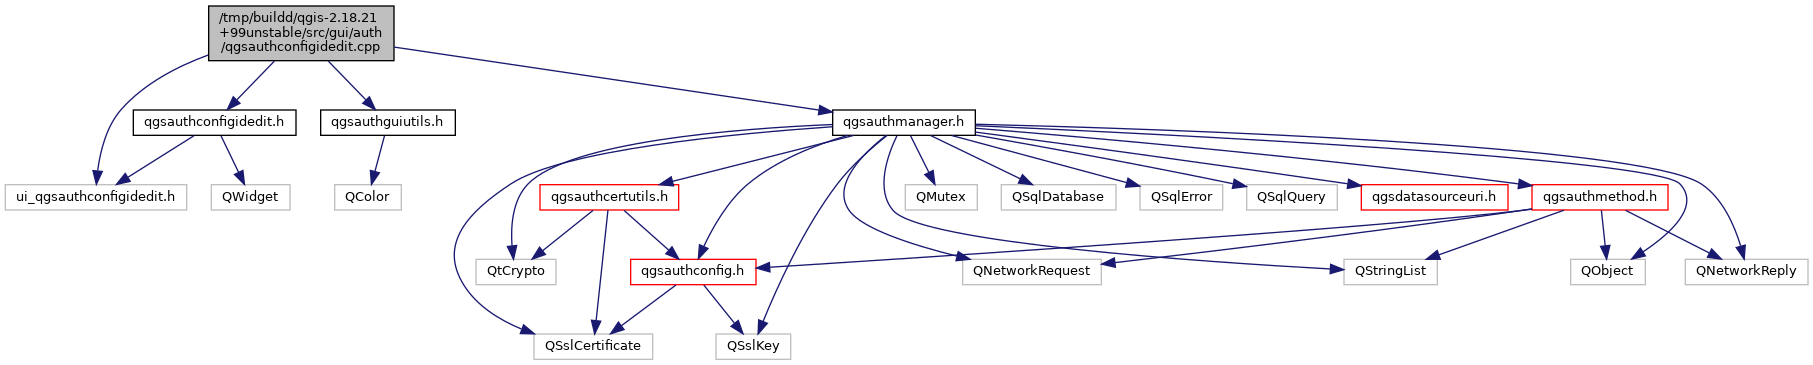 /tmp/buildd/qgis-2.18.21
+99unstable/src/gui/auth
/qgsauthconfigidedit.cpp
qgsauthconfigidedit.h
qgsauthguiutils.h
qgsauthmanager.h
ui_qgsauthconfigidedit.h
QWidget
QColor
qgsauthcertutils.h
QMutex
QSqlDatabase
QSqlError
QSqlQuery
qgsdatasourceuri.h
qgsauthmethod.h
QtCrypto
qgsauthconfig.h
QNetworkRequest
QStringList
QObject
QNetworkReply
QSslCertificate
QSslKey